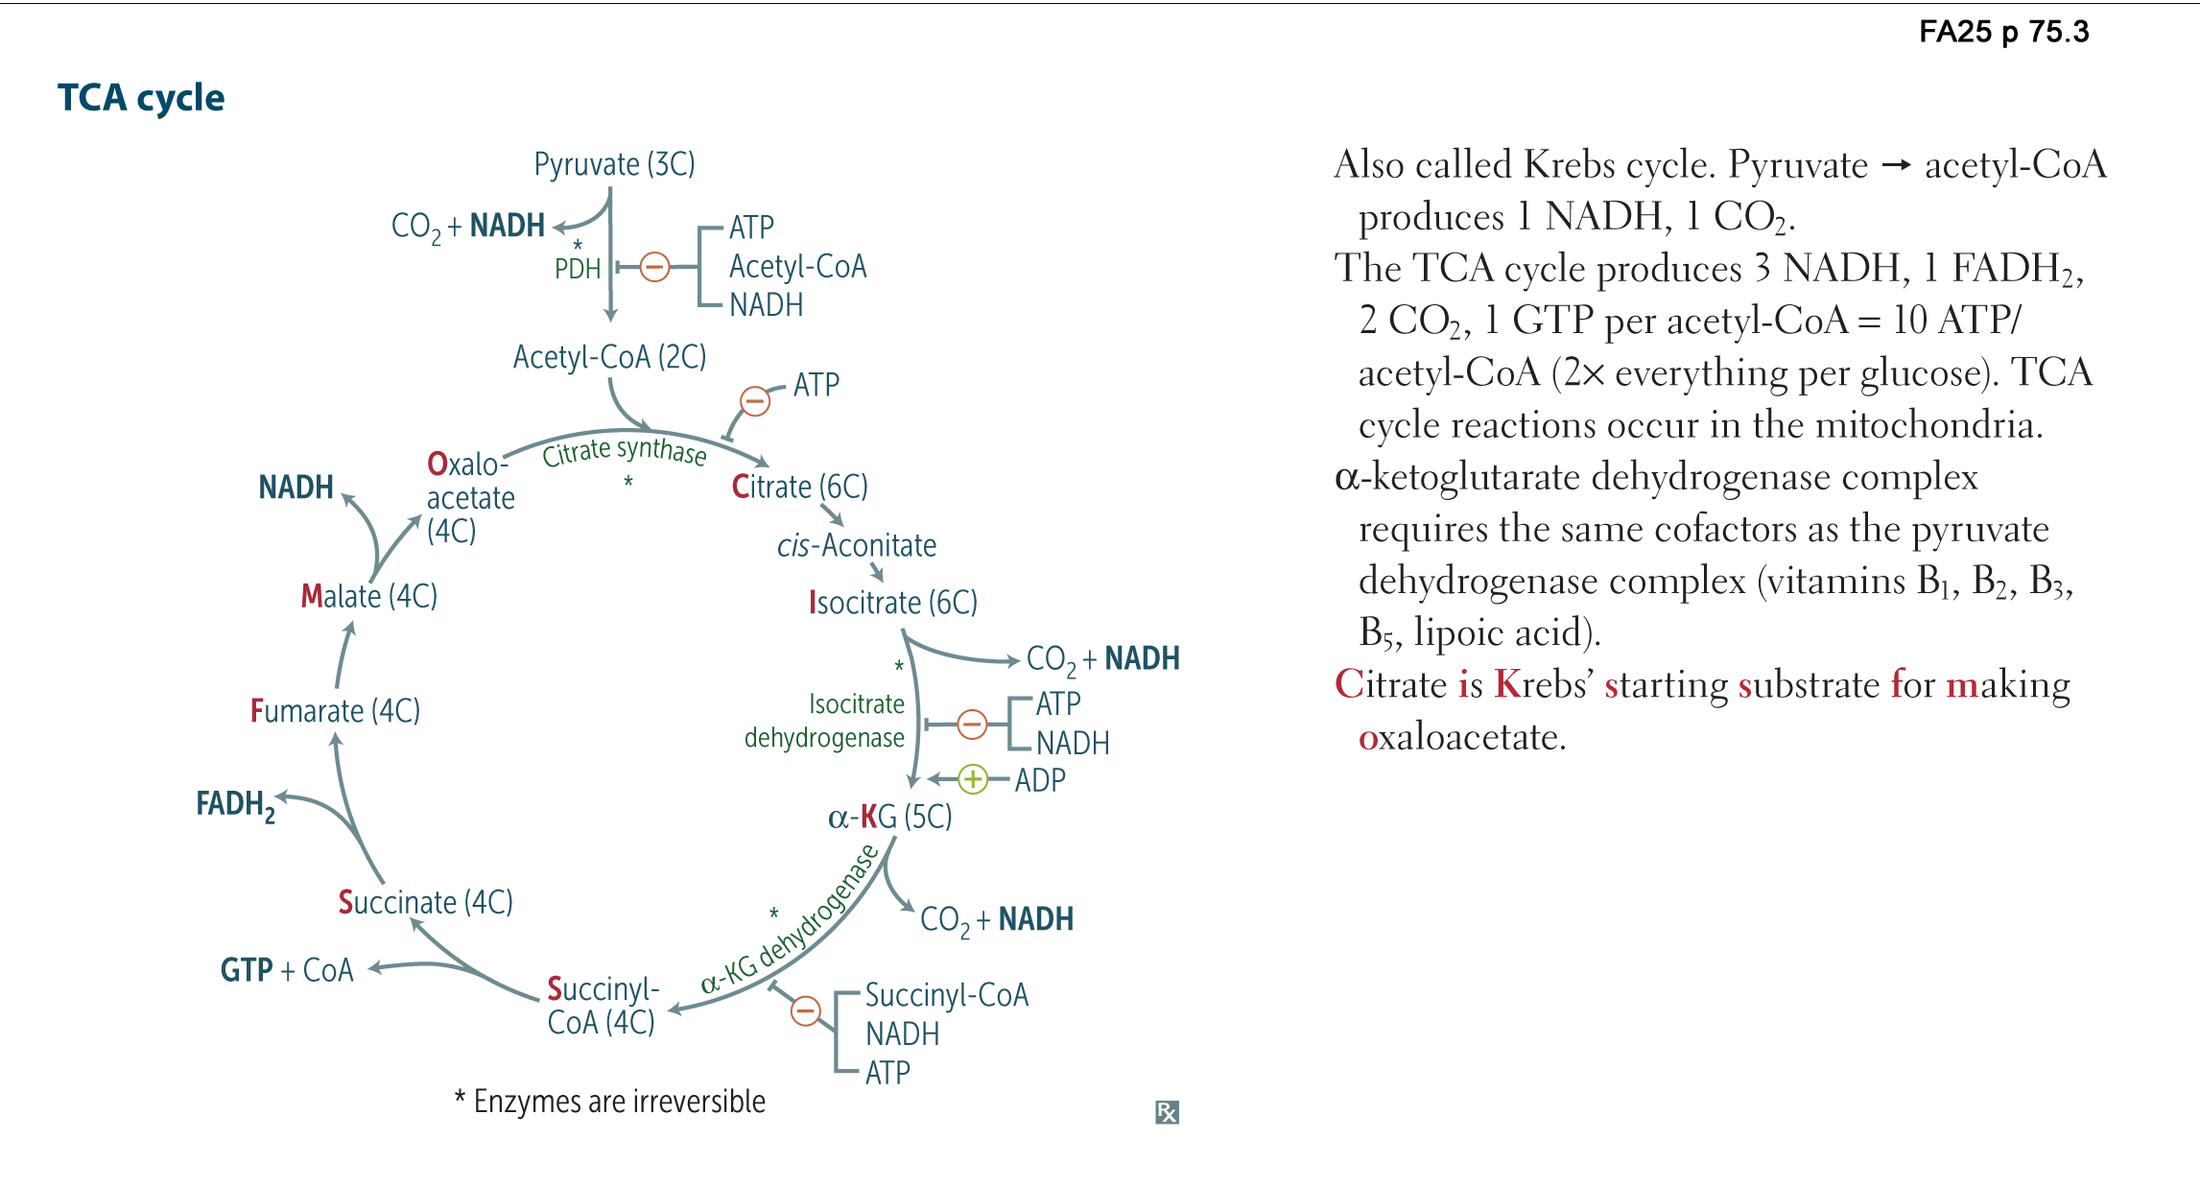 FA25 p 75.3
TCA cycle
Pyruvate (3C)
CO₂ + NADH
*
PDH
−
ATP
Acetyl-CoA
NADH
Acetyl-CoA (2C)
− ATP
Citrate synthase
*
Oxalo-
acetate
(4C)
NADH
Citrate (6C)
cis-Aconitate
Isocitrate (6C)
CO₂ + NADH
*
Isocitrate
dehydrogenase
−
ATP
NADH
+ ADP
α-KG (5C)
CO₂ + NADH
*
α-KG dehydrogenase
−
Succinyl-CoA
NADH
ATP
Succinyl-
CoA (4C)
GTP + CoA
Succinate (4C)
FADH₂
Fumarate (4C)
Malate (4C)
* Enzymes are irreversible
Rx
Also called Krebs cycle. Pyruvate → acetyl-CoA
produces 1 NADH, 1 CO₂.
The TCA cycle produces 3 NADH, 1 FADH₂,
2 CO₂, 1 GTP per acetyl-CoA = 10 ATP/
acetyl-CoA (2× everything per glucose). TCA
cycle reactions occur in the mitochondria.
α-ketoglutarate dehydrogenase complex
requires the same cofactors as the pyruvate
dehydrogenase complex (vitamins B₁, B₂, B₃,
B₅, lipoic acid).
Citrate is Krebs’ starting substrate for making
oxaloacetate.